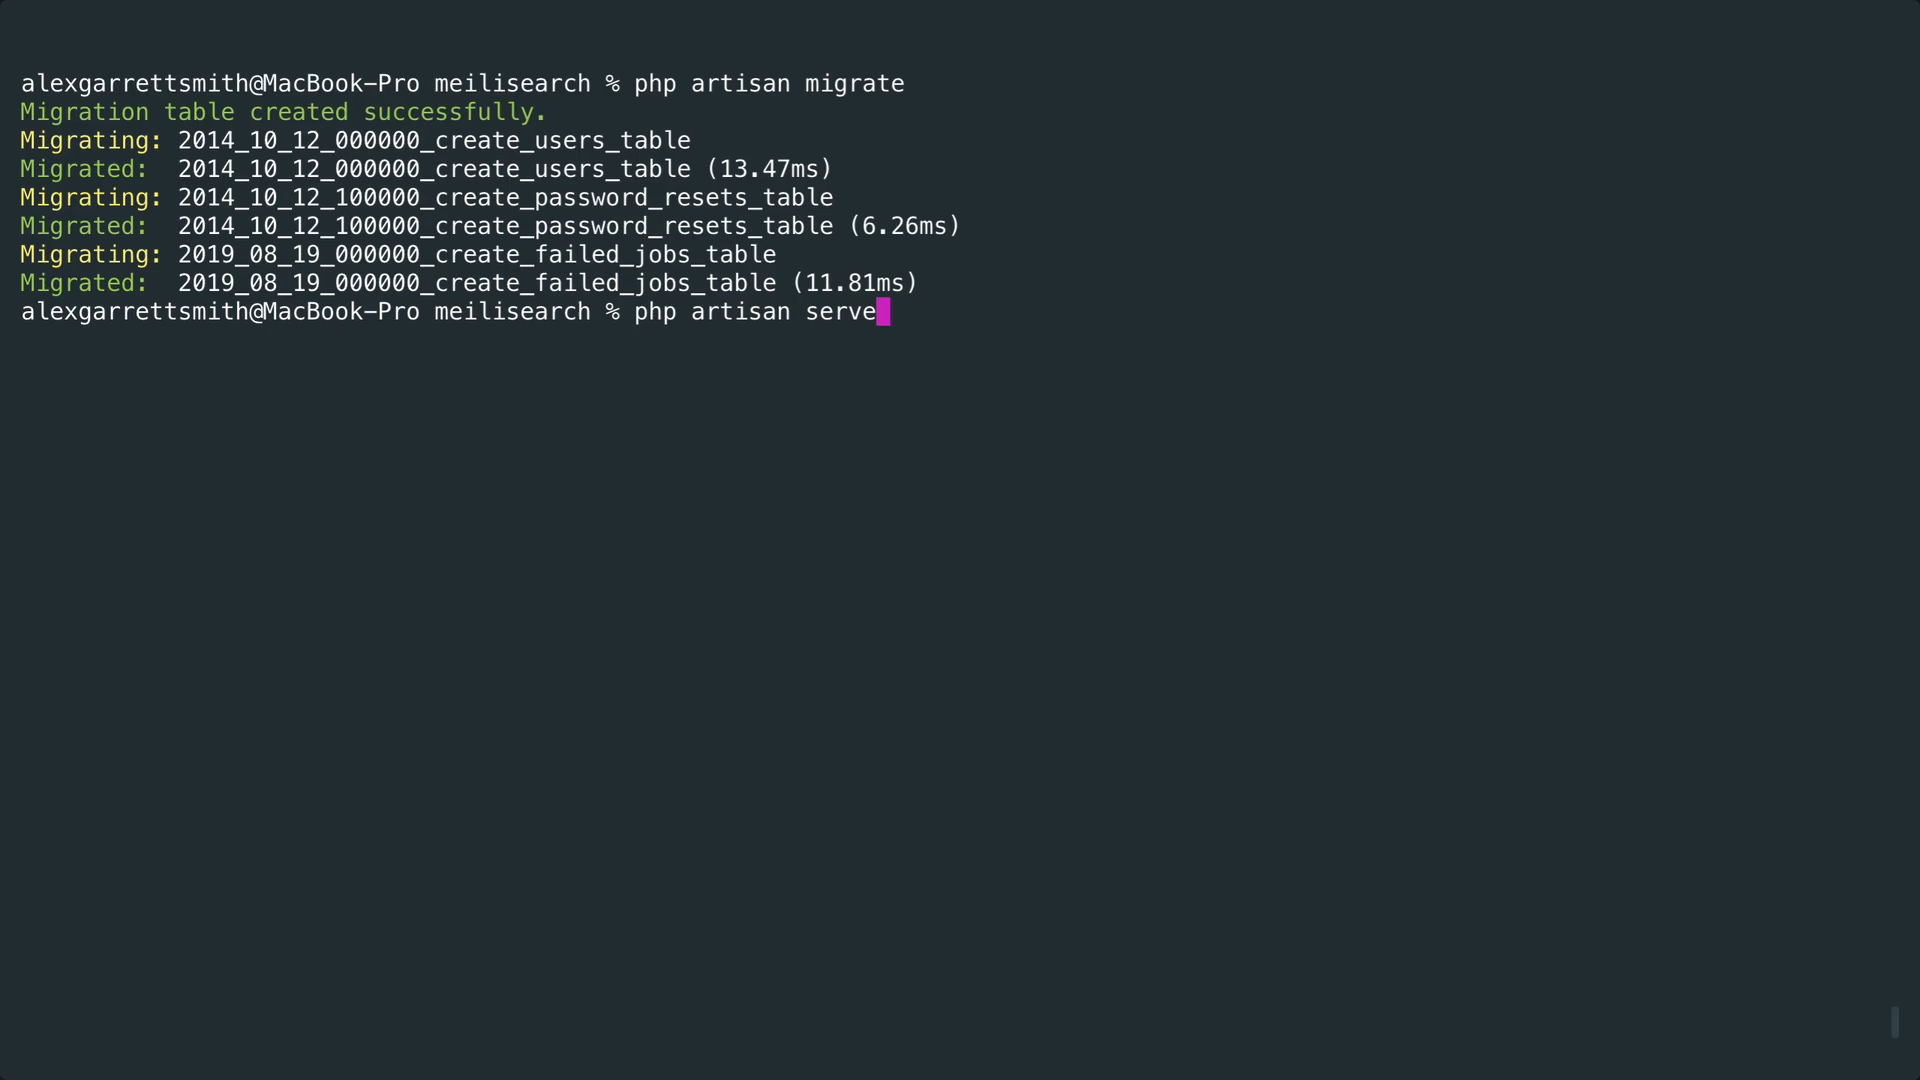 alexgarrettsmith@MacBook-Pro meilisearch % php artisan migrate
Migration table created successfully.
Migrating: 2014_10_12_000000_create_users_table
Migrated:  2014_10_12_000000_create_users_table (13.47ms)
Migrating: 2014_10_12_100000_create_password_resets_table
Migrated:  2014_10_12_100000_create_password_resets_table (6.26ms)
Migrating: 2019_08_19_000000_create_failed_jobs_table
Migrated:  2019_08_19_000000_create_failed_jobs_table (11.81ms)
alexgarrettsmith@MacBook-Pro meilisearch % php artisan serve